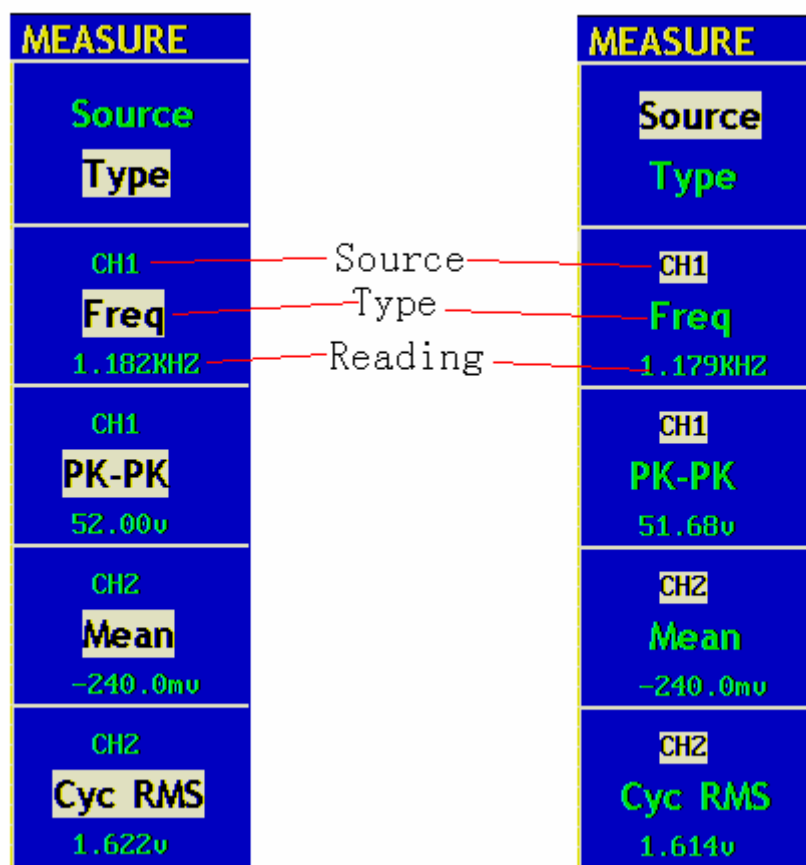 MEASURE
Source
Type
CH1
Freq
1.182KHZ
CH1
PK-PK
52.00v
CH2
Mean
-240.0mv
CH2
Cyc RMS
1.622v
Source
Type
Reading
MEASURE
Source
Type
CH1
Freq
1.179KHZ
CH1
PK-PK
51.68v
CH2
Mean
-240.0mv
CH2
Cyc RMS
1.614v